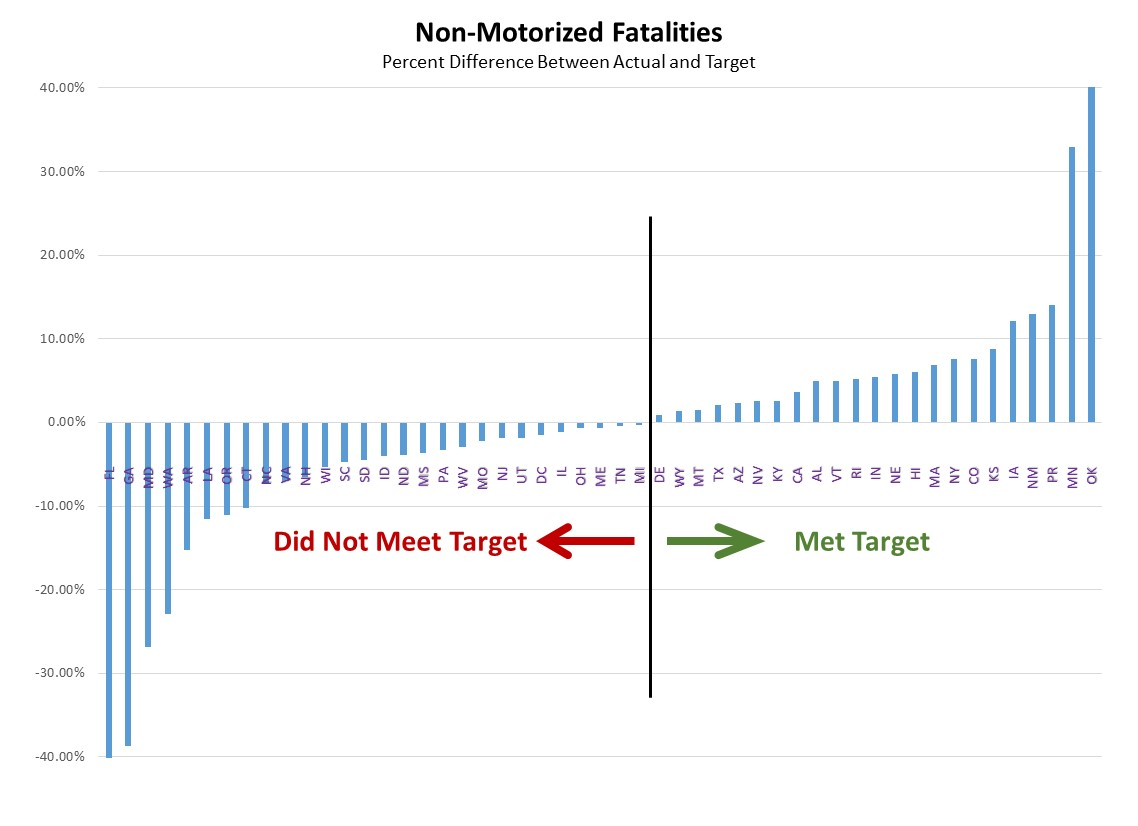 Non-Motorized Fatalities
Percent Difference Between Actual and Target
40.00%
30.00%
20.00%
10.00%
0.00%
-10.00%
-20.00%
-30.00%
-40.00%
FL GA MD WA AR LA OR CT NC VA NH WI SC SD ID ND MS PA WV MO NJ UT DC IL OH ME TN MI DE WY MT TX AZ NV KY CA AL VT RI IN NE HI MA NY CO KS IA NM PR MN OK
Did Not Meet Target
Met Target